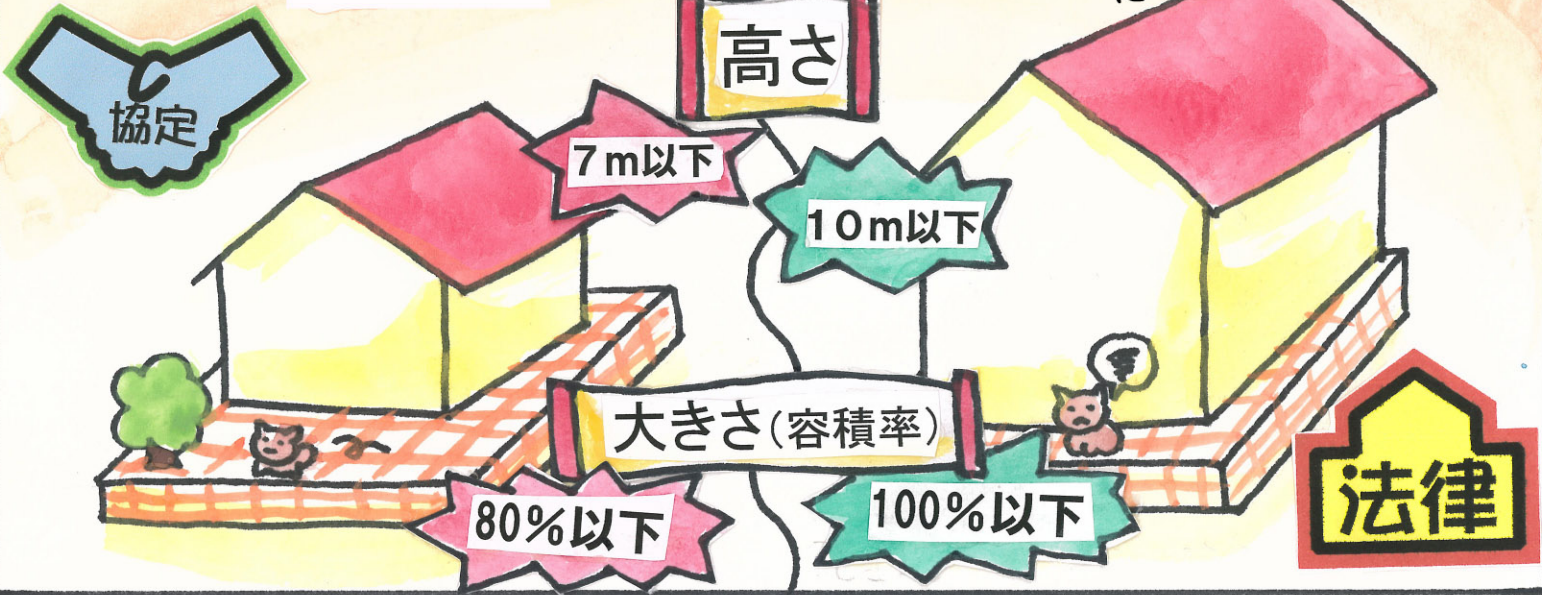 協定
高さ
7m以下
10m以下
大きさ(容積率)
80%以下
100%以下
法律